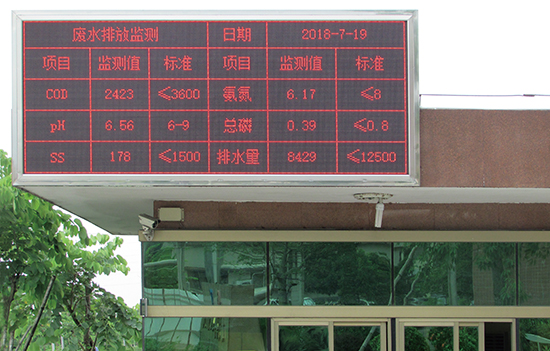 废水排放监测 日期 2018-7-19
项目 监测值 标准 项目 监测值 标准
COD 2423 ≤3600 氨氮 6.17 ≤8
pH 6.56 6-9 总磷 0.39 ≤0.8
SS 178 ≤1500 排水量 8429 ≤12500